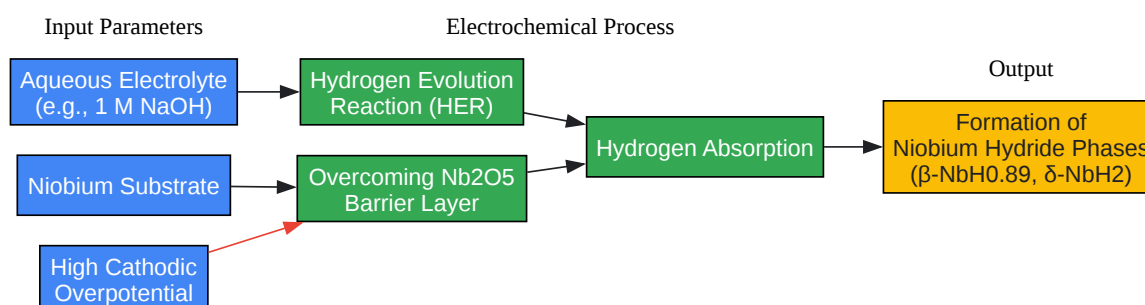 Input Parameters
Electrochemical Process
Output
Aqueous Electrolyte
(e.g., 1 M NaOH)
Hydrogen Evolution
Reaction (HER)
Hydrogen Absorption
Formation of
Niobium Hydride Phases
(β-NbH0.89, δ-NbH2)
Niobium Substrate
Overcoming Nb2O5
Barrier Layer
High Cathodic
Overpotential